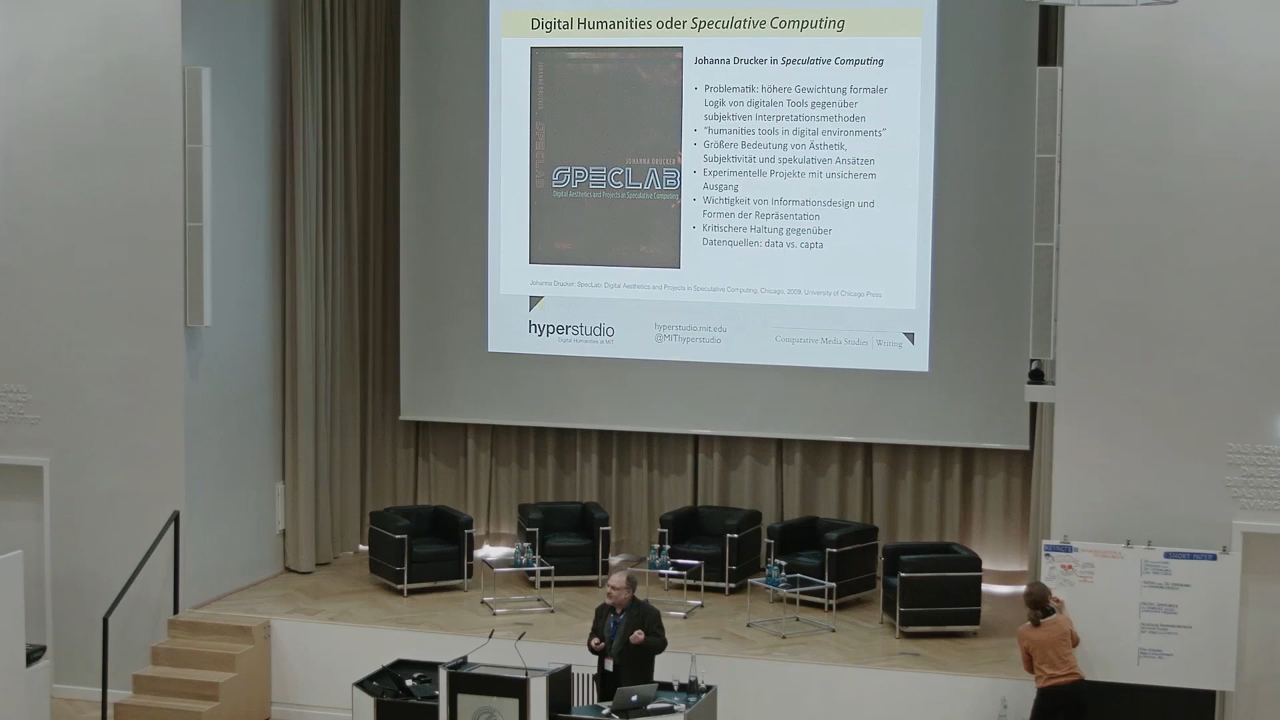 Digital Humanities oder Speculative Computing
Johanna Drucker in Speculative Computing
• Problematik: höhere Gewichtung formaler
Logik von digitalen Tools gegenüber
subjektiven Interpretationsmethoden
• "humanities tools in digital environments"
• Größere Bedeutung von Ästhetik,
Subjektivität und spekulativen Ansätzen
• Experimentelle Projekte mit unsicherem
Ausgang
• Wichtigkeit von Informationsdesign und
Formen der Repräsentation
• Kritischere Haltung gegenüber
Datenquellen: data vs. capta
JOHANNA DRUCKER
SPECLAB
Digital Aesthetics and Projects in Speculative Computing
SPECLAB
Johanna Drucker: SpecLab: Digital Aesthetics and Projects in Speculative Computing, Chicago, 2009, University of Chicago Press
hyperstudio
Digital Humanities at MIT
hyperstudio.mit.edu
@MIThyperstudio
Comparative Media Studies | Writing